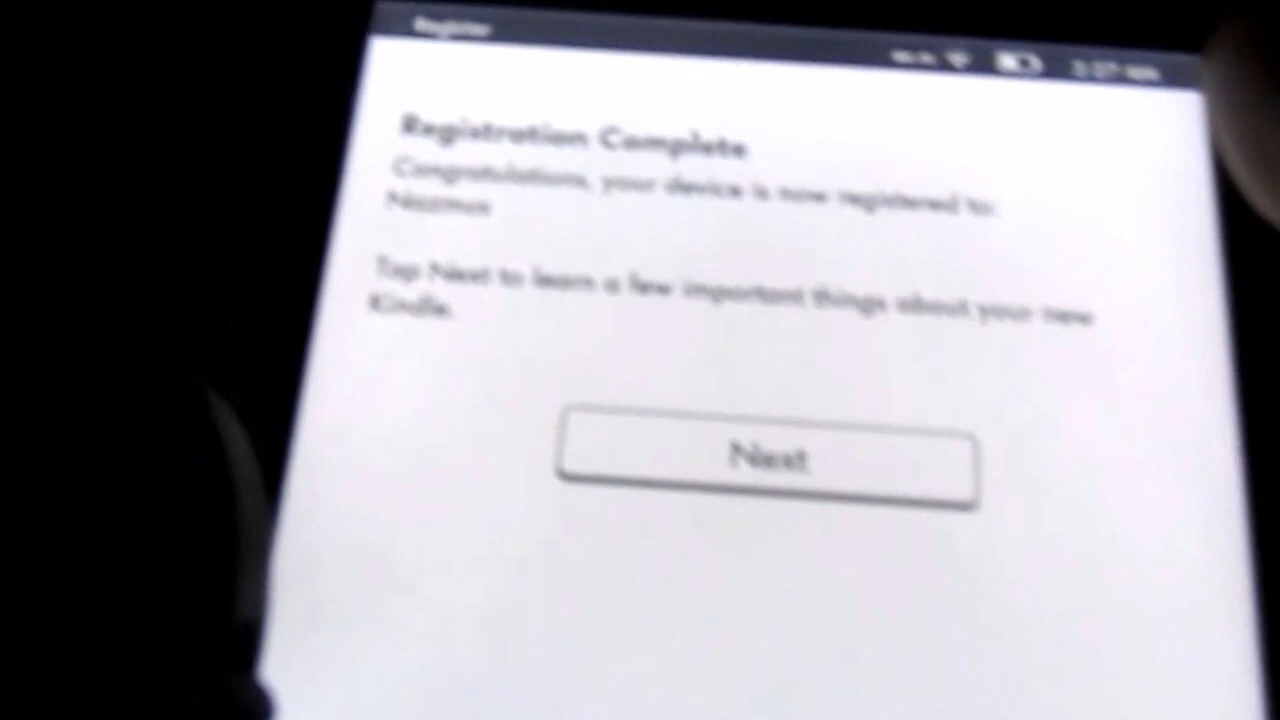 Register
Registration Complete
Congratulations, your device is now registered to:
Tap Next to learn a few important things about your new
Kindle.
Next